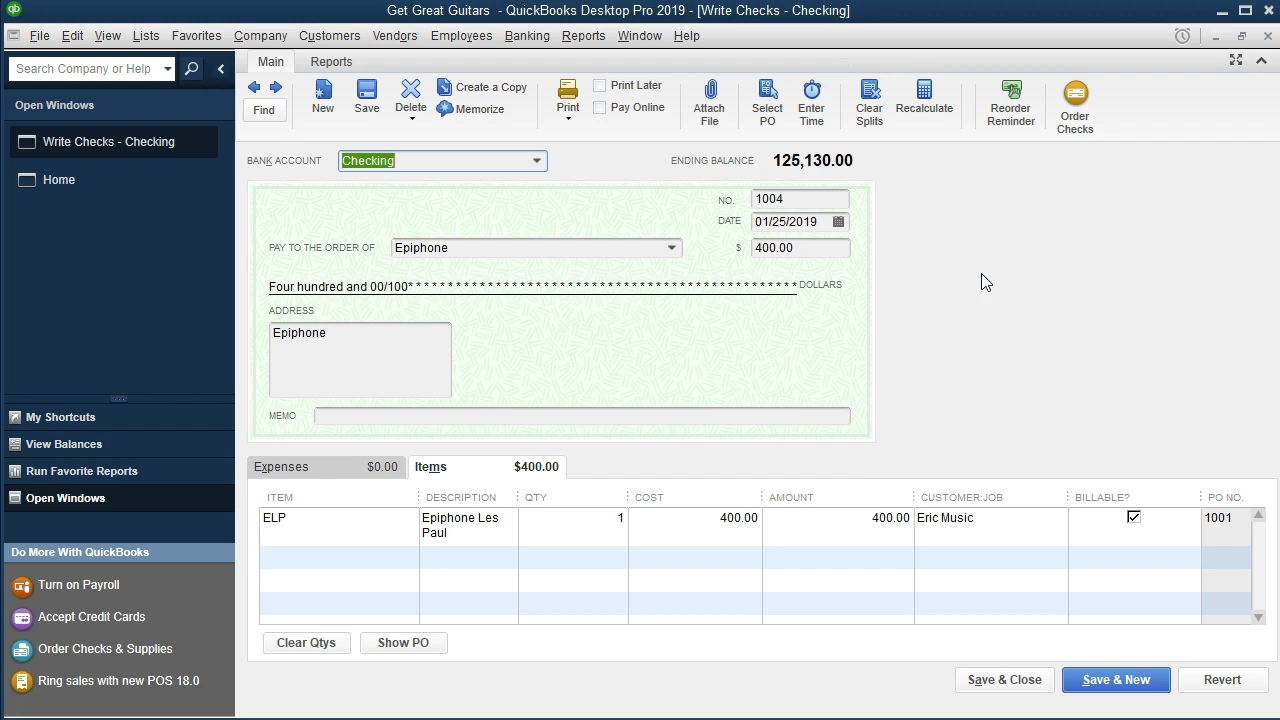 qb
Get Great Guitars - QuickBooks Desktop Pro 2019 - [Write Checks - Checking]
File Edit View Lists Favorites Company Customers Vendors Employees Banking Reports Window Help
Search Company or Help
Main Reports
Find
New
Save
Delete
Create a Copy
Memorize
Print
Print Later
Pay Online
Attach File
Select PO
Enter Time
Clear Splits
Recalculate
Reorder Reminder
Order Checks
Open Windows
Write Checks - Checking
Home
My Shortcuts
View Balances
Run Favorite Reports
Open Windows
Do More With QuickBooks
Turn on Payroll
Accept Credit Cards
Order Checks & Supplies
Ring sales with new POS 18.0
BANK ACCOUNT Checking ENDING BALANCE 125,130.00
NO. 1004
DATE 01/25/2019
PAY TO THE ORDER OF Epiphone $ 400.00
Four hundred and 00/100* * * * * * * * * * * * * * * * * * * * * * * * * * * * * * * * * * * * * * * * * * * * * * * * * DOLLARS
ADDRESS
Epiphone
MEMO
Expenses $0.00 Items $400.00
ITEM DESCRIPTION QTY COST AMOUNT CUSTOMER:JOB BILLABLE? PO NO.
ELP Epiphone Les Paul 1 400.00 400.00 Eric Music 1001
Clear Qtys Show PO
Save & Close Save & New Revert